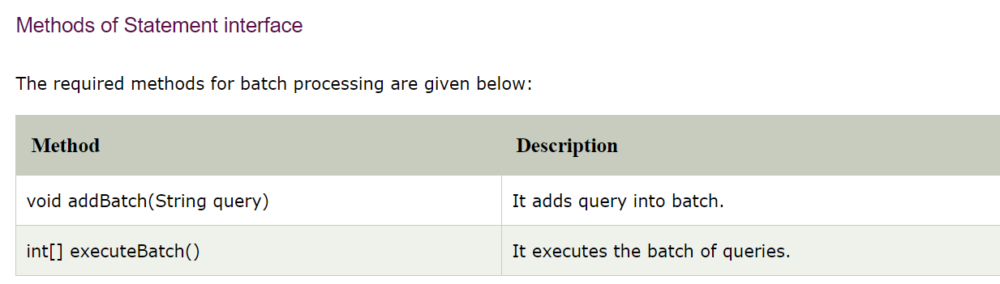 Methods of Statement interface
The required methods for batch processing are given below:
Method Description
void addBatch(String query) It adds query into batch.
int[] executeBatch() It executes the batch of queries.